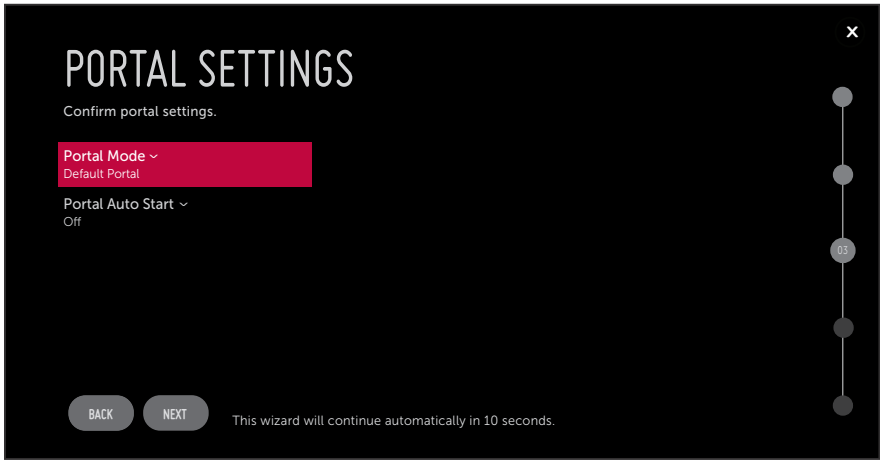 X
PORTAL SETTINGS
Confirm portal settings.
Portal Mode
Default Portal
Portal Auto Start
Off
03
BACK
NEXT
This wizard will continue automatically in 10 seconds.